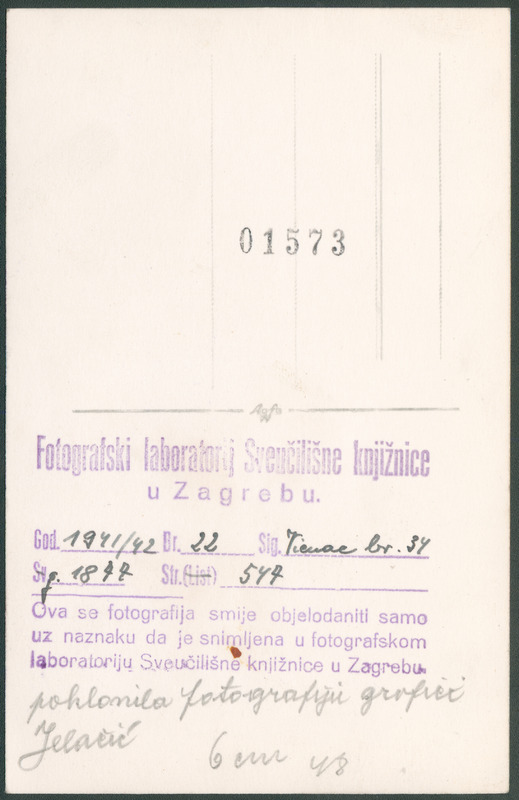 01573
Agfa
Fotografski laboratorij Sveučilišne knjižnice
u Zagrebu.
God. 1941/42 Br. 22 Sig. Vienac br. 34
Sv g. 1877 Str.(List) 547
Ova se fotografija smije objelodaniti samo
uz naznaku da je snimljena u fotografskom
laboratoriju Sveučilišne knjižnice u Zagrebu.
poklonila fotografiju grofici
Jelačić
6 cm 48